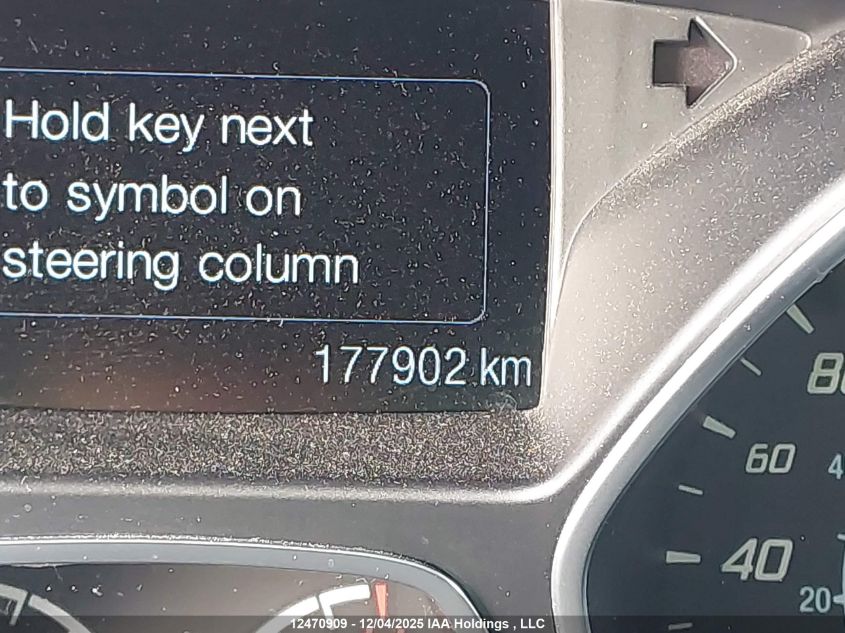 Hold key next
to symbol on
steering column
177902 km
60
40
20
12470909 - 12/04/2025 IAA Holdings , LLC